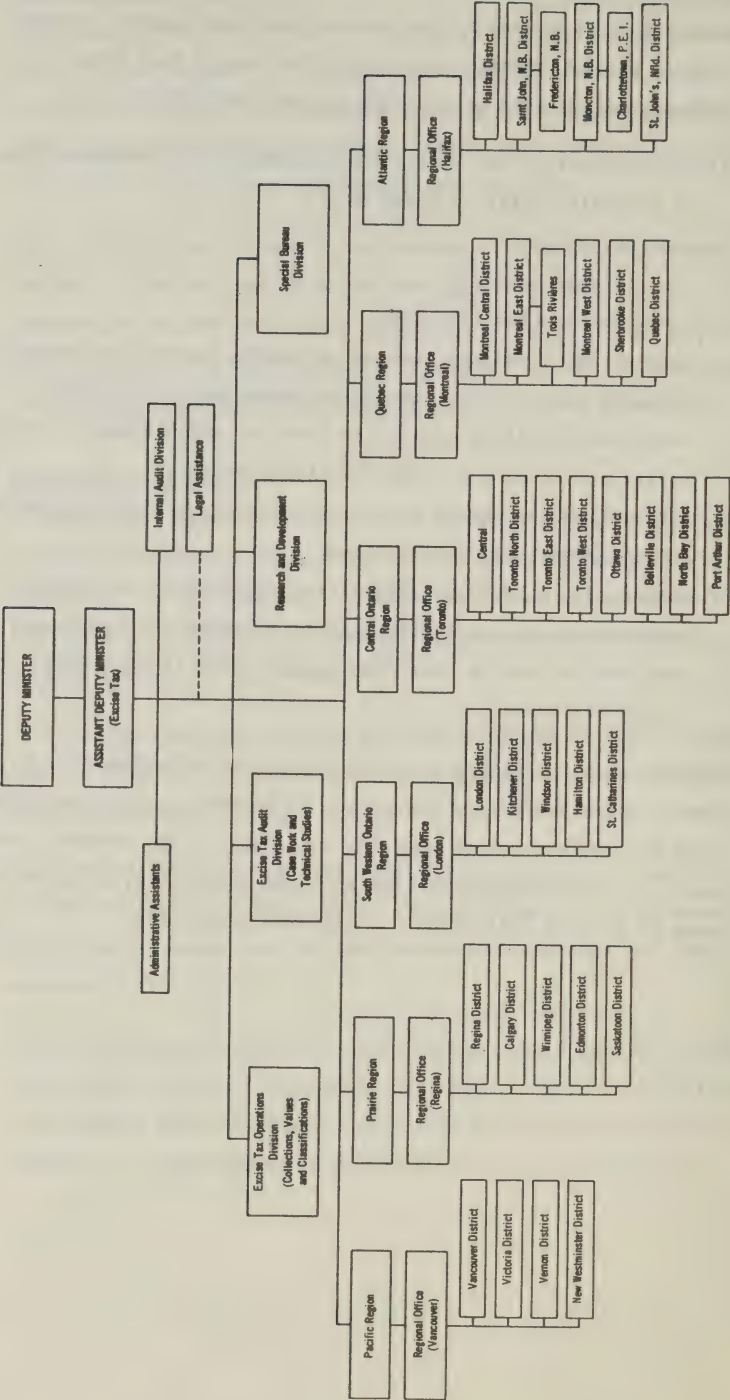 DEPUTY MINISTER
ASSISTANT DEPUTY MINISTER
(Excise Tax)
Administrative Assistants
Internal Audit Division
Legal Assistance
Excise Tax Operations
Division
(Collections, Values
and Classifications)
Excise Tax Audit
Division
(Case Work and
Technical Studies)
Research and Development
Division
Special Bureau
Division
Pacific Region
Regional Office
(Vancouver)
Vancouver District
Victoria District
Vernon District
New Westminster District
Prairie Region
Regional Office
(Regina)
Regina District
Calgary District
Winnipeg District
Edmonton District
Saskatoon District
South Western Ontario
Region
Regional Office
(London)
London District
Kitchener District
Windsor District
Hamilton District
St. Catharines District
Central Ontario
Region
Regional Office
(Toronto)
Central
Toronto North District
Toronto East District
Toronto West District
Ottawa District
Belleville District
North Bay District
Port Arthur District
Quebec Region
Regional Office
(Montreal)
Montreal Central District
Montreal East District
Trois Rivières
Montreal West District
Sherbrooke District
Quebec District
Atlantic Region
Regional Office
(Halifax)
Halifax District
Saint John, N.B. District
Fredericton, N.B.
Moncton, N.B. District
Charlottetown, P.E.I.
St. John's, Nfld. District